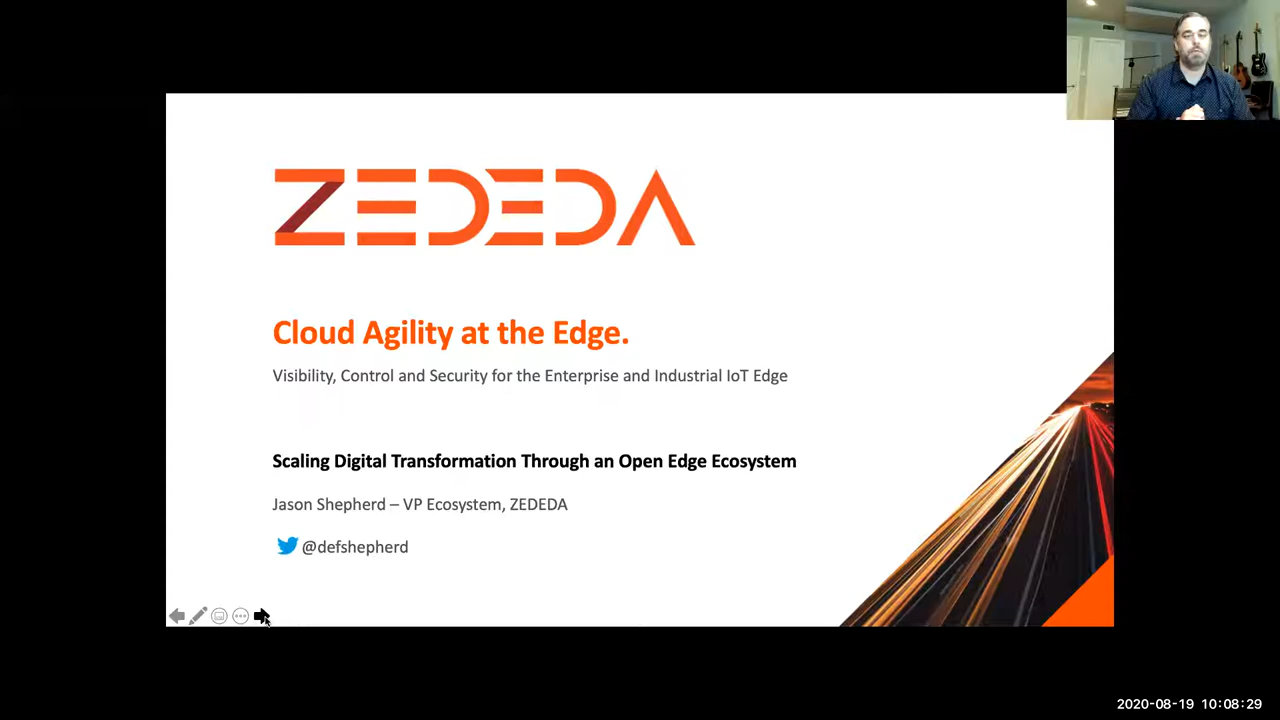 ZEDEDA
Cloud Agility at the Edge.
Visibility, Control and Security for the Enterprise and Industrial IoT Edge
Scaling Digital Transformation Through an Open Edge Ecosystem
Jason Shepherd – VP Ecosystem, ZEDEDA
@defshepherd
2020-08-19 10:08:29